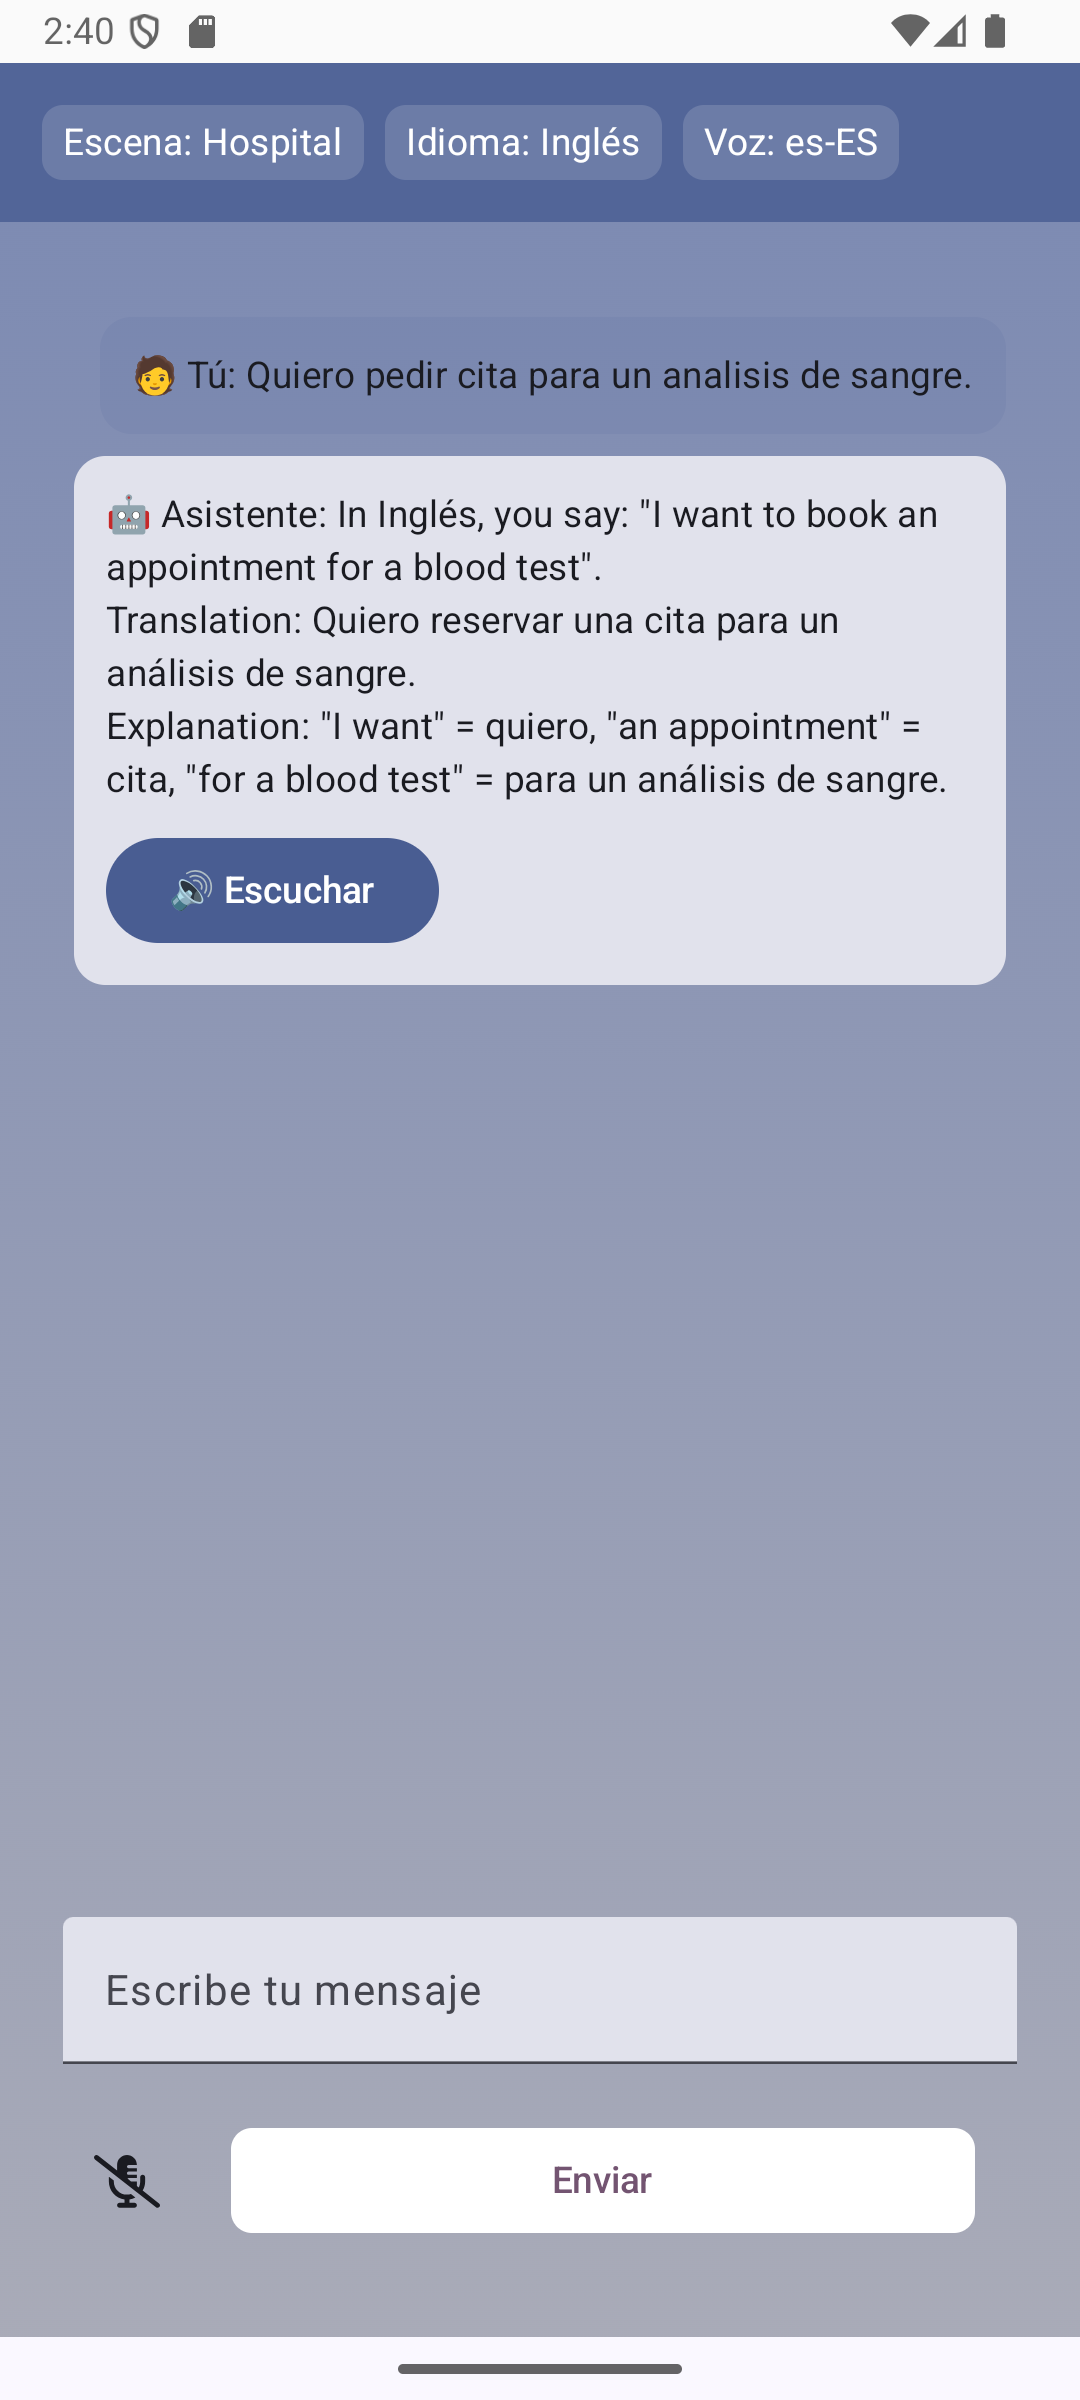 2:40
Escena: Hospital
Idioma: Inglés
Voz: es-ES
🧑 Tú: Quiero pedir cita para un analisis de sangre.
🤖 Asistente: In Inglés, you say: "I want to book an
appointment for a blood test".
Translation: Quiero reservar una cita para un
análisis de sangre.
Explanation: "I want" = quiero, "an appointment" =
cita, "for a blood test" = para un análisis de sangre.
🔊 Escuchar
Escribe tu mensaje
Enviar